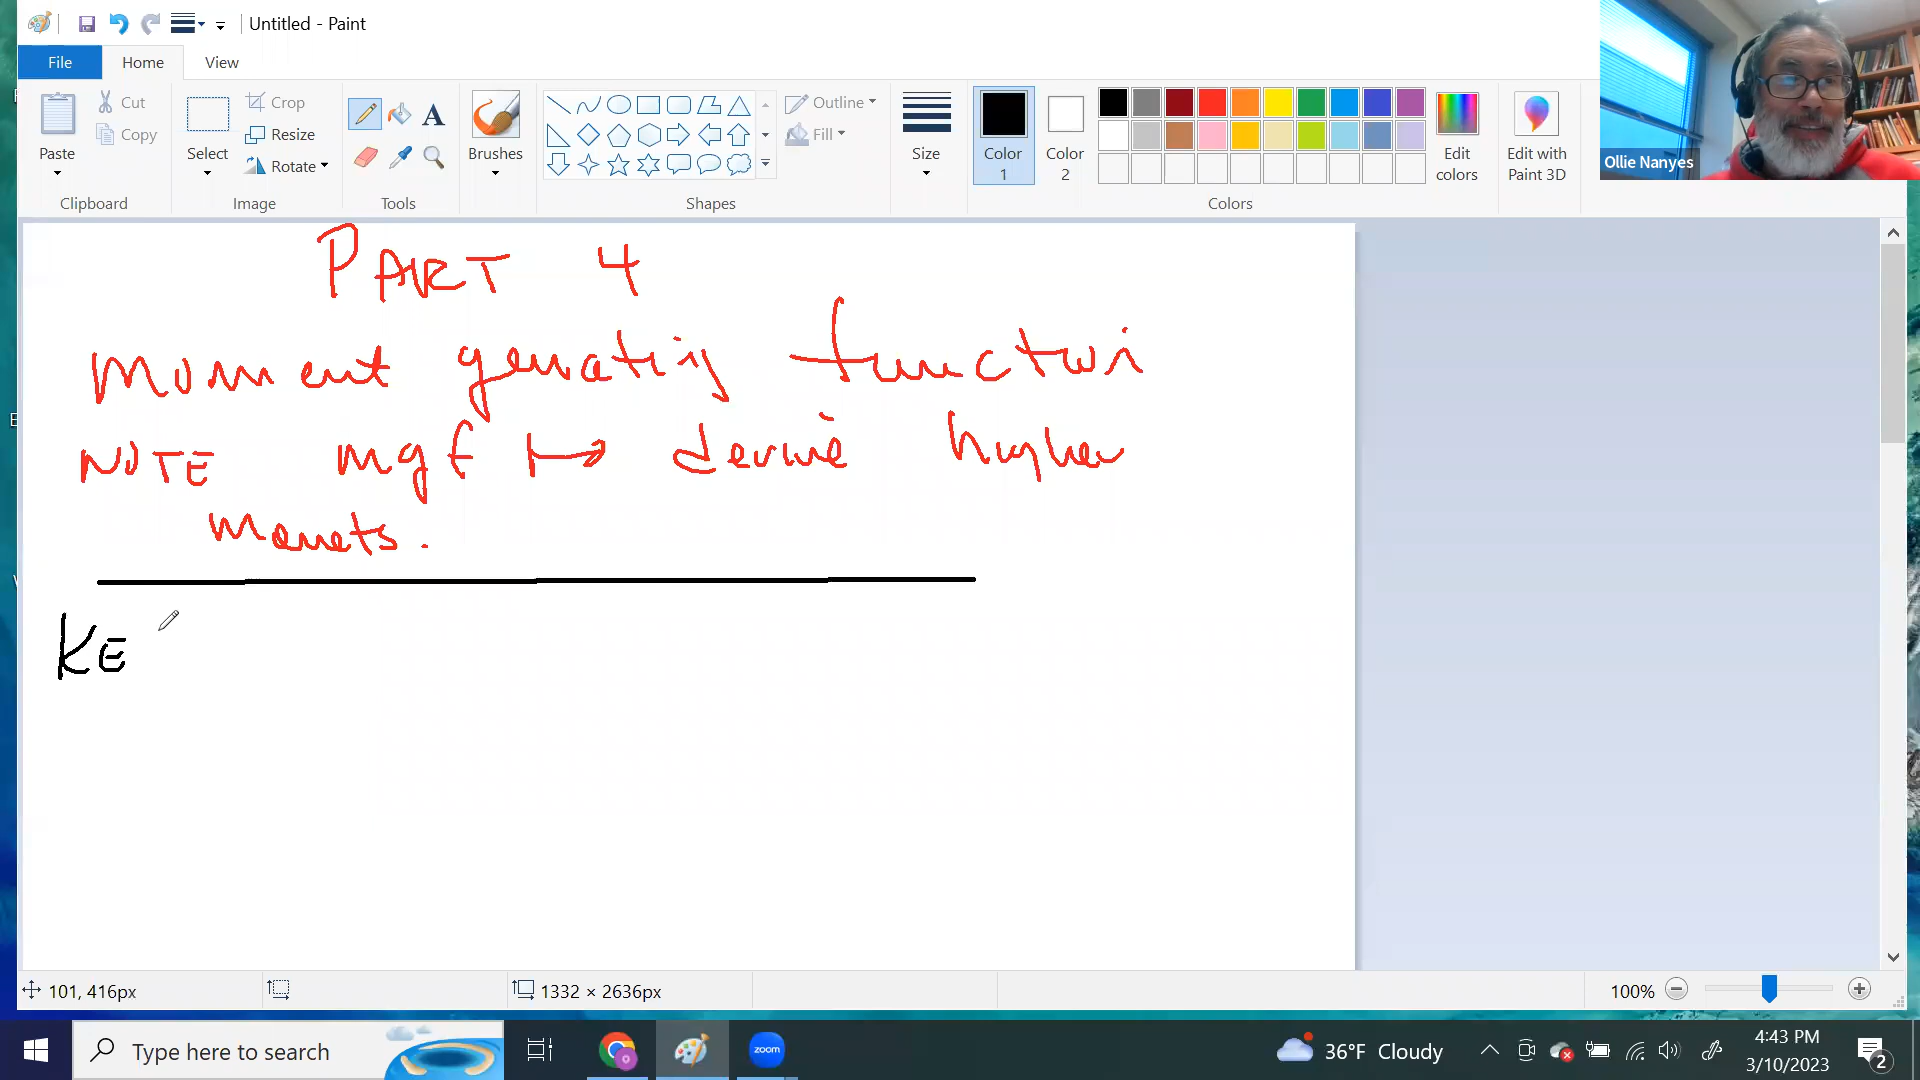 Untitled - Paint
File Home View
Paste
Cut
Copy
Clipboard
Select
Crop
Resize
Rotate
Image
A
Tools
Brushes
Outline
Fill
Shapes
Size
Color 1
Color 2
Edit colors
Edit with Paint 3D
Colors
Ollie Nanyes
PART 4
Moment generating function
NOTE mgf ↦ derive higher
moments.
KE
101, 416px
1332 × 2636px
100%
Type here to search
zoom
36°F Cloudy
4:43 PM
3/10/2023
2